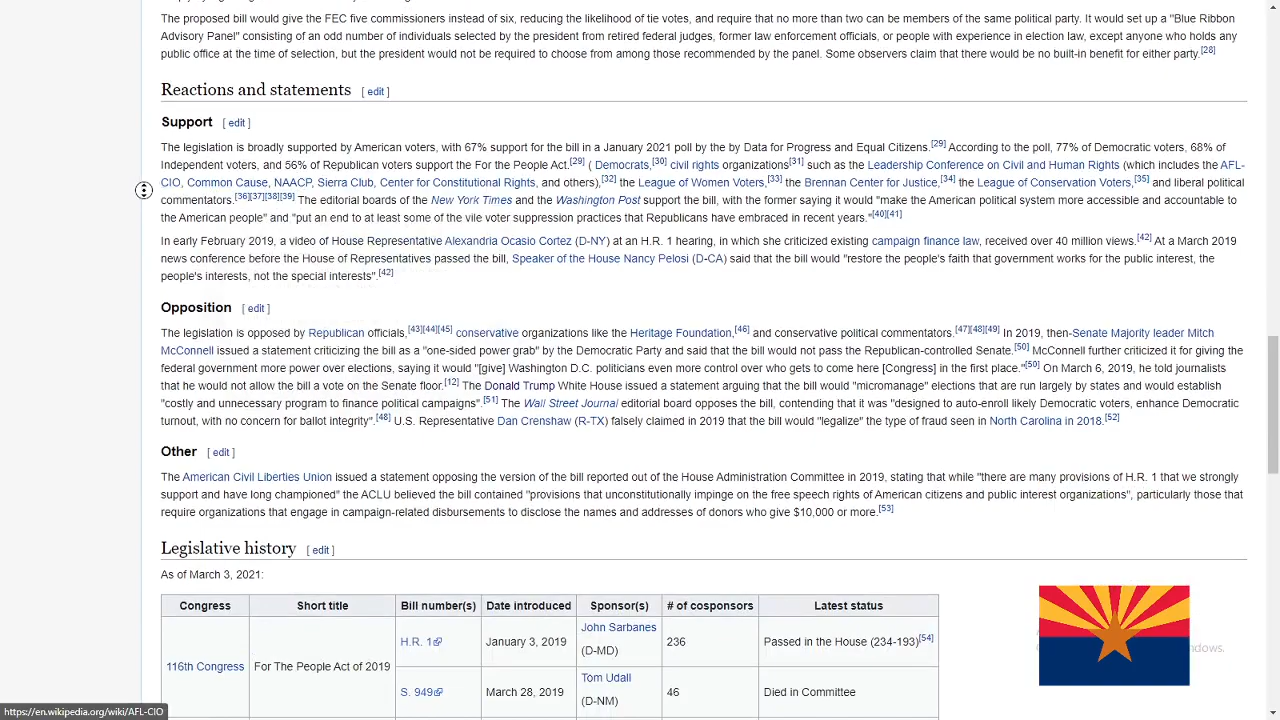 The proposed bill would give the FEC five commissioners instead of six, reducing the likelihood of tie votes, and require that no more than two can be members of the same political party. It would set up a "Blue Ribbon
Advisory Panel" consisting of an odd number of individuals selected by the president from retired federal judges, former law enforcement officials, or people with experience in election law, except anyone who holds any
public office at the time of selection, but the president would not be required to choose from among those recommended by the panel. Some observers claim that there would be no built-in benefit for either party.[28]
Reactions and statements [ edit ]
Support [ edit ]
The legislation is broadly supported by American voters, with 67% support for the bill in a January 2021 poll by the by Data for Progress and Equal Citizens.[29] According to the poll, 77% of Democratic voters, 68% of
Independent voters, and 56% of Republican voters support the For the People Act.[29] ( Democrats,[30] civil rights organizations[31] such as the Leadership Conference on Civil and Human Rights (which includes the AFL-
CIO, Common Cause, NAACP, Sierra Club, Center for Constitutional Rights, and others),[32] the League of Women Voters,[33] the Brennan Center for Justice,[34] the League of Conservation Voters,[35] and liberal political
commentators.[36][37][38][39] The editorial boards of the New York Times and the Washington Post support the bill, with the former saying it would "make the American political system more accessible and accountable to
the American people" and "put an end to at least some of the vile voter suppression practices that Republicans have embraced in recent years."[40][41]
In early February 2019, a video of House Representative Alexandria Ocasio Cortez (D-NY) at an H.R. 1 hearing, in which she criticized existing campaign finance law, received over 40 million views.[42] At a March 2019
news conference before the House of Representatives passed the bill, Speaker of the House Nancy Pelosi (D-CA) said that the bill would "restore the people's faith that government works for the public interest, the
people's interests, not the special interests".[42]
Opposition [ edit ]
The legislation is opposed by Republican officials,[43][44][45] conservative organizations like the Heritage Foundation,[46] and conservative political commentators.[47][48][49] In 2019, then-Senate Majority leader Mitch
McConnell issued a statement criticizing the bill as a "one-sided power grab" by the Democratic Party and said that the bill would not pass the Republican-controlled Senate.[50] McConnell further criticized it for giving the
federal government more power over elections, saying it would "[give] Washington D.C. politicians even more control over who gets to come here [Congress] in the first place."[50] On March 6, 2019, he told journalists
that he would not allow the bill a vote on the Senate floor.[12] The Donald Trump White House issued a statement arguing that the bill would "micromanage" elections that are run largely by states and would establish
"costly and unnecessary program to finance political campaigns".[51] The Wall Street Journal editorial board opposes the bill, contending that it was "designed to auto-enroll likely Democratic voters, enhance Democratic
turnout, with no concern for ballot integrity".[48] U.S. Representative Dan Crenshaw (R-TX) falsely claimed in 2019 that the bill would "legalize" the type of fraud seen in North Carolina in 2018.[52]
Other [ edit ]
The American Civil Liberties Union issued a statement opposing the version of the bill reported out of the House Administration Committee in 2019, stating that while "there are many provisions of H.R. 1 that we strongly
support and have long championed" the ACLU believed the bill contained "provisions that unconstitutionally impinge on the free speech rights of American citizens and public interest organizations", particularly those that
require organizations that engage in campaign-related disbursements to disclose the names and addresses of donors who give $10,000 or more.[53]
Legislative history [ edit ]
As of March 3, 2021:
Congress Short title Bill number(s) Date introduced Sponsor(s) # of cosponsors Latest status
116th Congress For The People Act of 2019 H.R. 1 January 3, 2019 John Sarbanes (D-MD) 236 Passed in the House (234-193)[54]
S. 949 March 28, 2019 Tom Udall (D-NM) 46 Died in Committee
ndows.
https://en.wikipedia.org/wiki/AFL-CIO